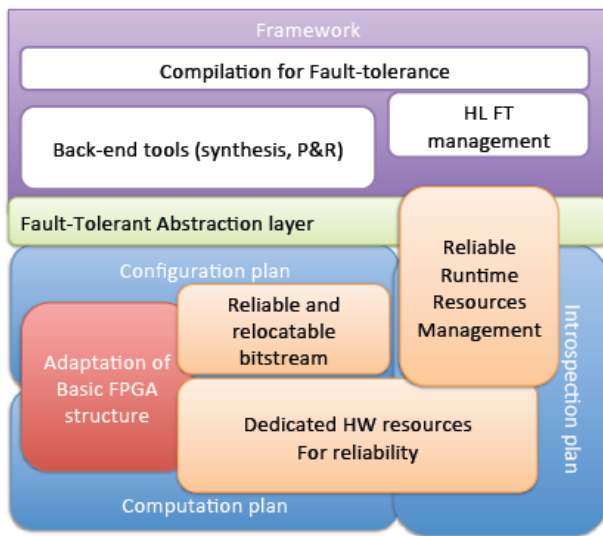 Framework
Compilation for Fault-tolerance
Back-end tools (synthesis, P&R)
HL FT
management
Fault-Tolerant Abstraction layer
Configuration plan
Reliable
Runtime
Resources
Management
Reliable and
relocatable
bitstream
Adaptation of
Basic FPGA
structure
Introspection plan
Dedicated HW resources
For reliability
Computation plan